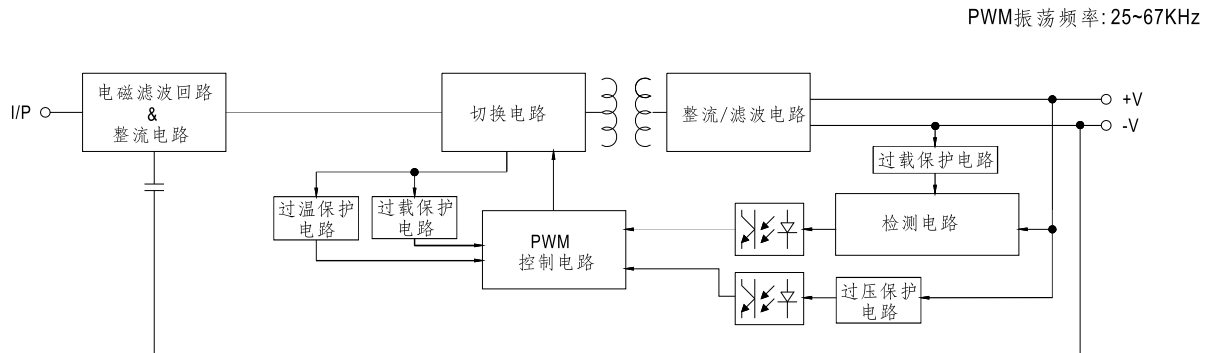 PWM振荡频率: 25~67KHz
I/P
电磁滤波回路
&
整流电路
切换电路
整流/滤波电路
+V
-V
过载保护电路
过温保护
电路
过载保护
电路
PWM
控制电路
检测电路
过压保护
电路